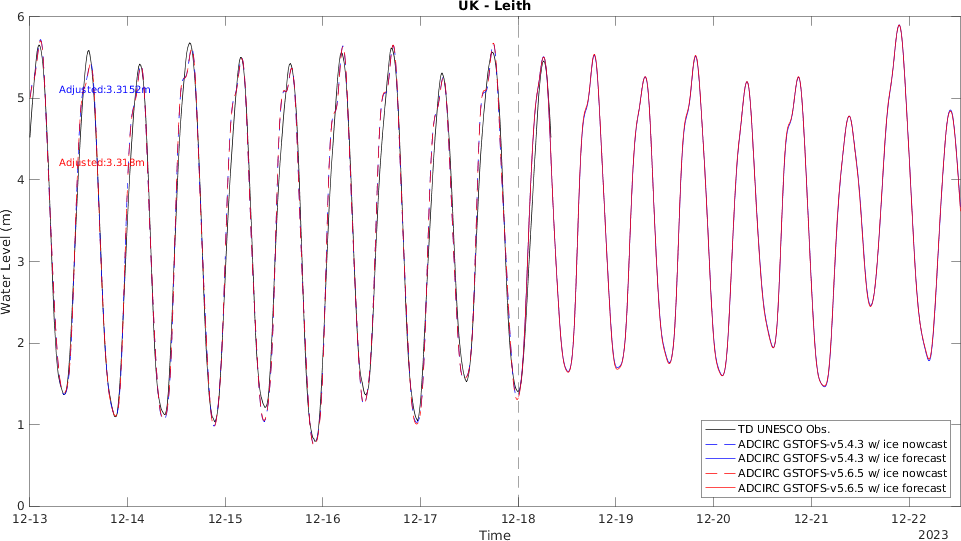 UK - Leith
6
5
4
3
2
1
0
Water Level (m)
Adjusted:3.3152m
Adjusted:3.313m
TD UNESCO Obs.
ADCIRC GSTOFS-v5.4.3 w/ ice nowcast
ADCIRC GSTOFS-v5.4.3 w/ ice forecast
ADCIRC GSTOFS-v5.6.5 w/ ice nowcast
ADCIRC GSTOFS-v5.6.5 w/ ice forecast
12-13 12-14 12-15 12-16 12-17 12-18 12-19 12-20 12-21 12-22
Time
2023